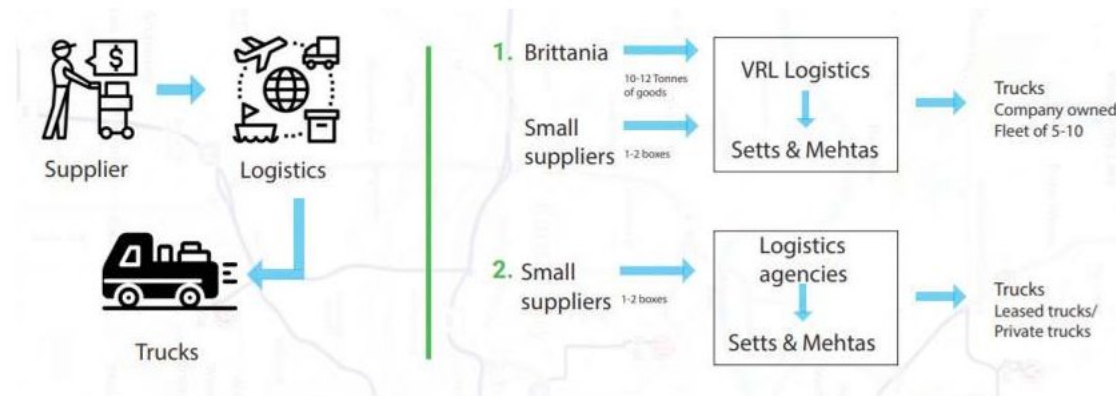 $
Supplier
Logistics
Trucks
1. Brittania
10-12 Tonnes
of goods
Small
suppliers
1-2 boxes
VRL Logistics
Setts & Mehtas
Trucks
Company owned
Fleet of 5-10
2. Small
suppliers
1-2 boxes
Logistics
agencies
Setts & Mehtas
Trucks
Leased trucks/
Private trucks